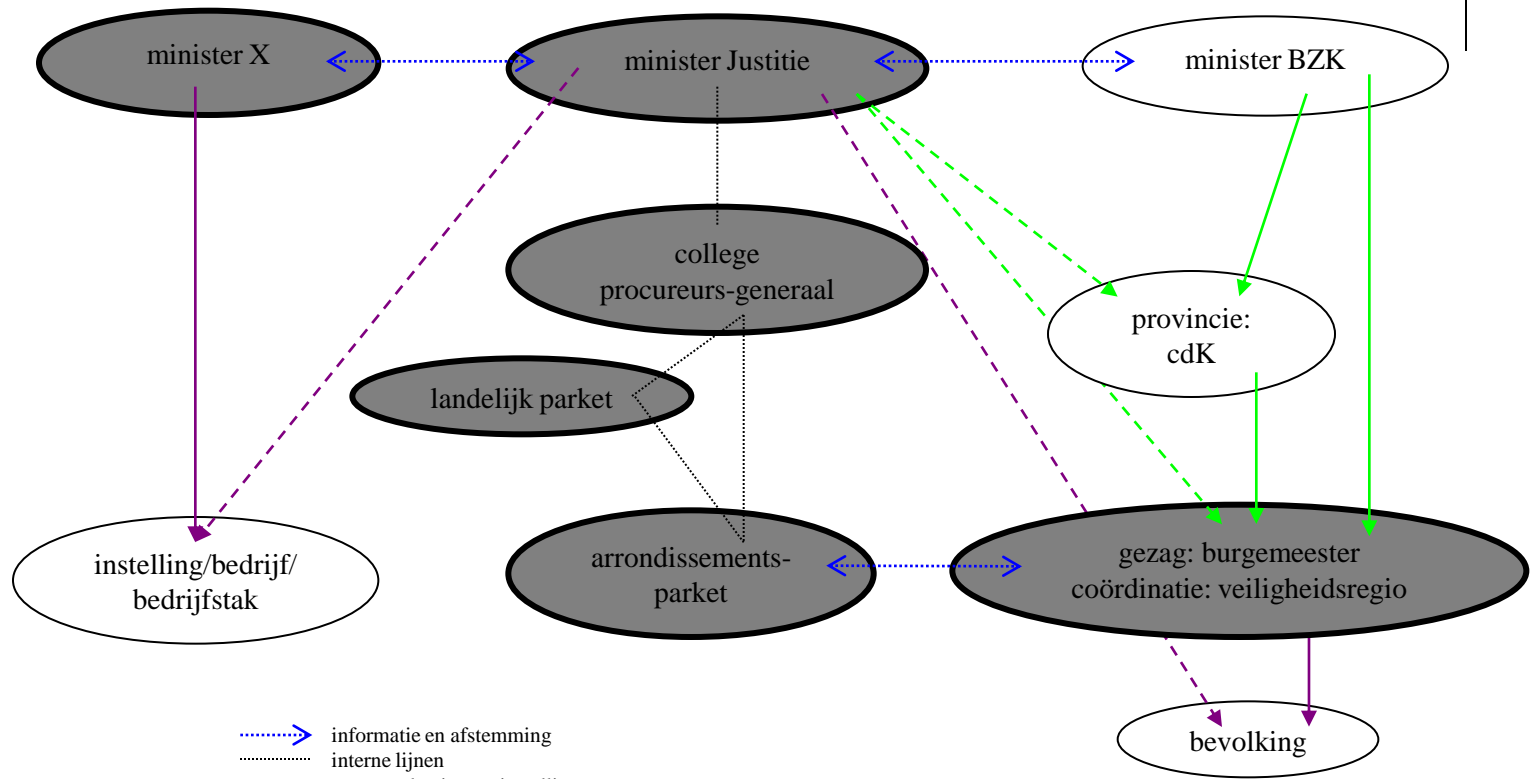 minister X
minister Justitie
minister BZK
college
procureurs-generaal
provincie:
cdK
landelijk parket
instelling/bedrijf/
bedrijfstak
arrondissements-
parket
gezag: burgemeester
coördinatie: veiligheidsregio
bevolking
informatie en afstemming
interne lijnen